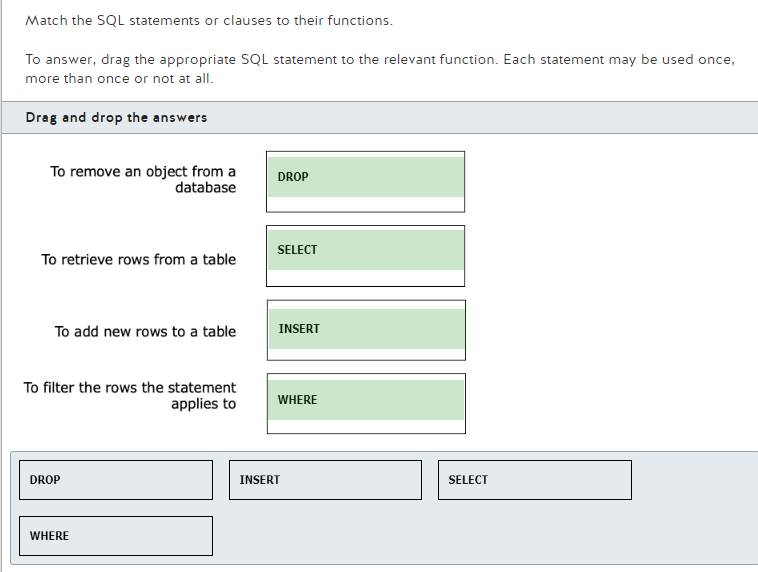 Match the SQL statements or clauses to their functions.
To answer, drag the appropriate SQL statement to the relevant function. Each statement may be used once,
more than once or not at all.
Drag and drop the answers
To remove an object from a
database
DROP
To retrieve rows from a table
SELECT
To add new rows to a table
INSERT
To filter the rows the statement
applies to
WHERE
DROP
INSERT
SELECT
WHERE